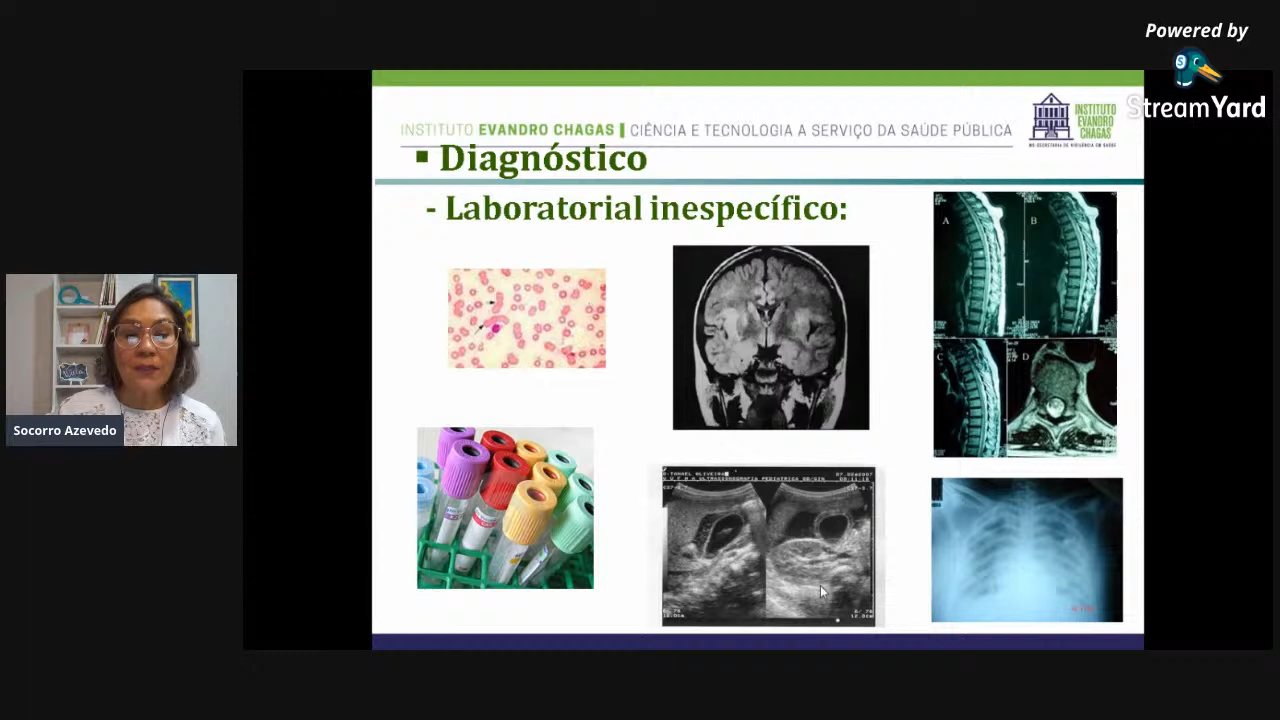 Powered by
StreamYard
INSTITUTO EVANDRO CHAGAS | CIÊNCIA E TECNOLOGIA A SERVIÇO DA SAÚDE PÚBLICA
INSTITUTO
EVANDRO
CHAGAS
▪ Diagnóstico
- Laboratorial inespecífico:
A
B
C
D
Socorro Azevedo